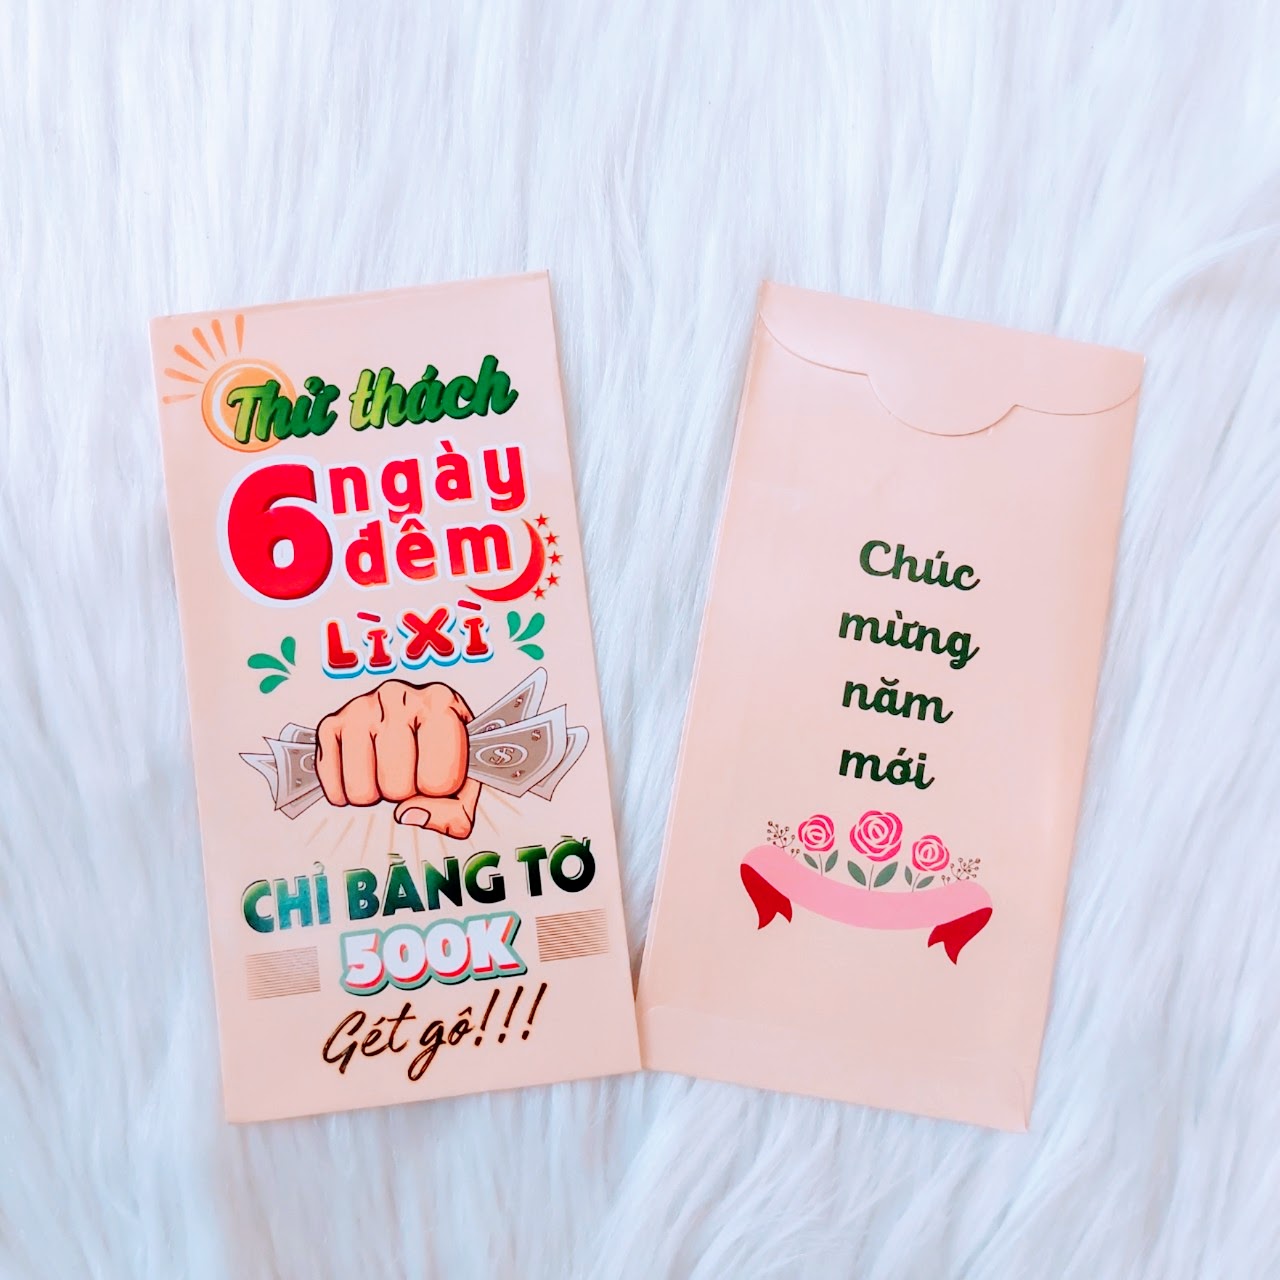 Thử thách
6 ngày
đêm
Lì Xì
CHỈ BẰNG TỜ
500K
Gét gô!!!
Chúc
mừng
năm
mới